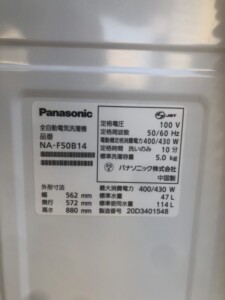 Panasonic
全自動電気洗濯機
品番
NA-F50B14
JET
定格電圧 100 V
定格周波数 50/60 Hz
電動機定格消費電力 400/430 W
定格時間 洗いのみ 10 分
標準洗濯容量 5.0 kg
パナソニック株式会社
中国製
外形寸法
幅 562 mm
奥行 572 mm
高さ 880 mm
最大消費電力 400/430 W
標準水量 47 L
標準使用水量 114 L
製造番号 20D3401548